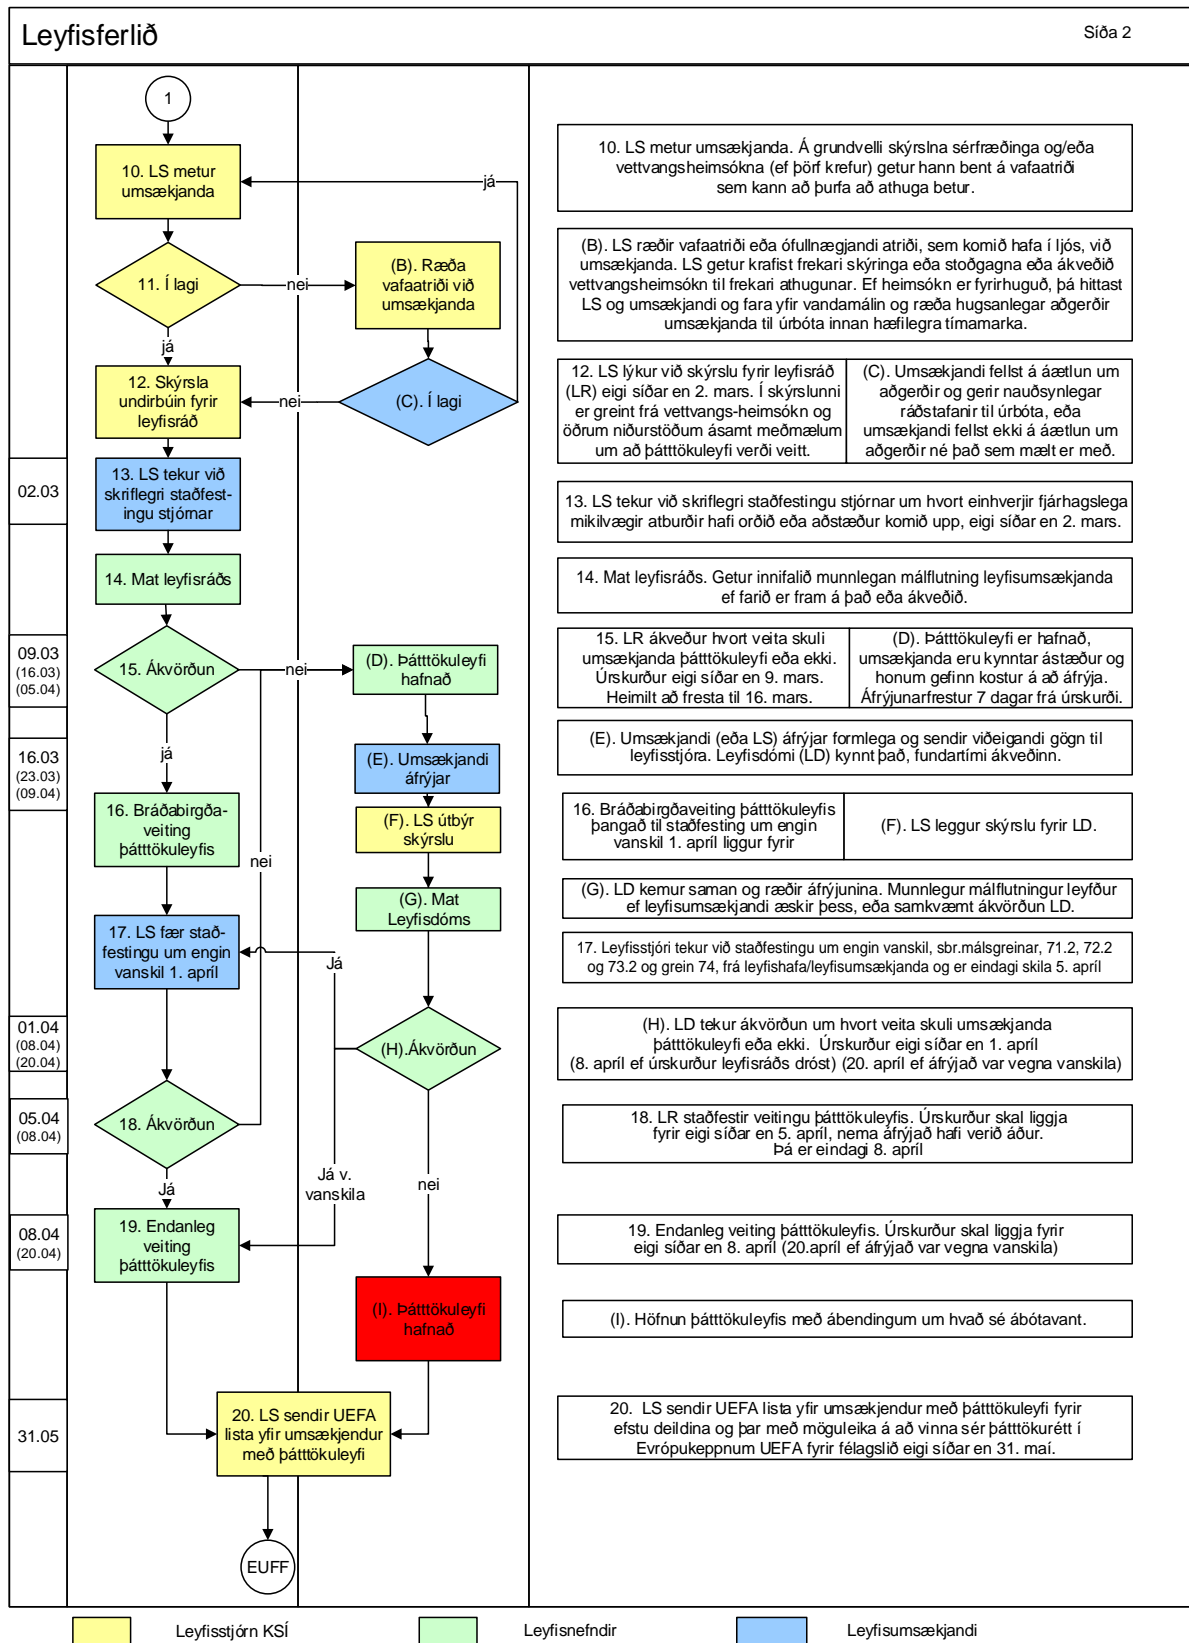 Leyfisferlið
Síða 2
1
10. LS metur
umsækjanda
já
11. Í lagi
nei
(B). Ræða
vafaatriði við
umsækjanda
já
12. Skýrsla
undirbúin fyrir
leyfisráð
nei
(C). Í lagi
02.03
13. LS tekur við
skriflegri staðfest-
ingu stjórnar
14. Mat leyfisráðs
09.03
(16.03)
(05.04)
15. Ákvörðun
nei
(D). Þátttökuleyfi
hafnað
16.03
(23.03)
(09.04)
já
(E). Umsækjandi
áfrýjar
16. Bráðabirgða-
veiting
þátttökuleyfis
nei
(F). LS útbýr
skýrslu
(G). Mat
Leyfisdóms
17. LS fær stað-
festingu um engin
vanskil 1. apríl
Já
01.04
(08.04)
(20.04)
(H).Ákvörðun
05.04
(08.04)
18. Ákvörðun
Já
Já v.
vanskila
nei
08.04
(20.04)
19. Endanleg
veiting
þátttökuleyfis
(I). Þátttökuleyfi
hafnað
31.05
20. LS sendir UEFA
lista yfir umsækjendur
með þátttökuleyfi
EUFF
10. LS metur umsækjanda. Á grundvelli skýrslna sérfræðinga og/eða
vettvangsheimsókna (ef þörf krefur) getur hann bent á vafaatriði
sem kann að þurfa að athuga betur.
(B). LS ræðir vafaatriði eða ófullnægjandi atriði, sem komið hafa í ljós, við
umsækjanda. LS getur krafist frekari skýringa eða stoðgagna eða ákveðið
vettvangsheimsókn til frekari athugunar. Ef heimsókn er fyrirhuguð, þá hittast
LS og umsækjandi og fara yfir vandamálin og ræða hugsanlegar aðgerðir
umsækjanda til úrbóta innan hæfilegra tímamarka.
12. LS lýkur við skýrslu fyrir leyfisráð
(LR) eigi síðar en 2. mars. Í skýrslunni
er greint frá vettvangs-heimsókn og
öðrum niðurstöðum ásamt meðmælum
um að þátttökuleyfi verði veitt.
(C). Umsækjandi fellst á áætlun um
aðgerðir og gerir nauðsynlegar
ráðstafanir til úrbóta, eða
umsækjandi fellst ekki á áætlun um
aðgerðir né það sem mælt er með.
13. LS tekur við skriflegri staðfestingu stjórnar um hvort einhverjir fjárhagslega
mikilvægir atburðir hafi orðið eða aðstæður komið upp, eigi síðar en 2. mars.
14. Mat leyfisráðs. Getur innifalið munnlegan málflutning leyfisumsækjanda
ef farið er fram á það eða ákveðið.
15. LR ákveður hvort veita skuli
umsækjanda þátttökuleyfi eða ekki.
Úrskurður eigi síðar en 9. mars.
Heimilt að fresta til 16. mars.
(D). Þátttökuleyfi er hafnað,
umsækjanda eru kynntar ástæður og
honum gefinn kostur á að áfrýja.
Áfrýjunarfrestur 7 dagar frá úrskurði.
(E). Umsækjandi (eða LS) áfrýjar formlega og sendir viðeigandi gögn til
leyfisstjóra. Leyfisdómi (LD) kynnt það, fundartími ákveðinn.
16. Bráðabirgðaveiting þátttökuleyfis
þangað til staðfesting um engin
vanskil 1. apríl liggur fyrir
(F). LS leggur skýrslu fyrir LD.
(G). LD kemur saman og ræðir áfrýjunina. Munnlegur málflutningur leyfður
ef leyfisumsækjandi æskir þess, eða samkvæmt ákvörðun LD.
17. Leyfisstjóri tekur við staðfestingu um engin vanskil, sbr.málsgreinar, 71.2, 72.2
og 73.2 og grein 74, frá leyfishafa/leyfisumsækjanda og er eindagi skila 5. apríl
(H). LD tekur ákvörðun um hvort veita skuli umsækjanda
þátttökuleyfi eða ekki. Úrskurður eigi síðar en 1. apríl
(8. apríl ef úrskurður leyfisráðs dróst) (20. apríl ef áfrýjað var vegna vanskila)
18. LR staðfestir veitingu þátttökuleyfis. Úrskurður skal liggja
fyrir eigi síðar en 5. apríl, nema áfrýjað hafi verið áður.
Þá er eindagi 8. apríl
19. Endanleg veiting þátttökuleyfis. Úrskurður skal liggja fyrir
eigi síðar en 8. apríl (20.apríl ef áfrýjað var vegna vanskila)
(I). Höfnun þátttökuleyfis með ábendingum um hvað sé ábótavant.
20. LS sendir UEFA lista yfir umsækjendur með þátttökuleyfi fyrir
efstu deildina og þar með möguleika á að vinna sér þátttökurétt í
Evrópukeppnum UEFA fyrir félagslið eigi síðar en 31. maí.
Leyfisstjórn KSÍ
Leyfisnefndir
Leyfisumsækjandi